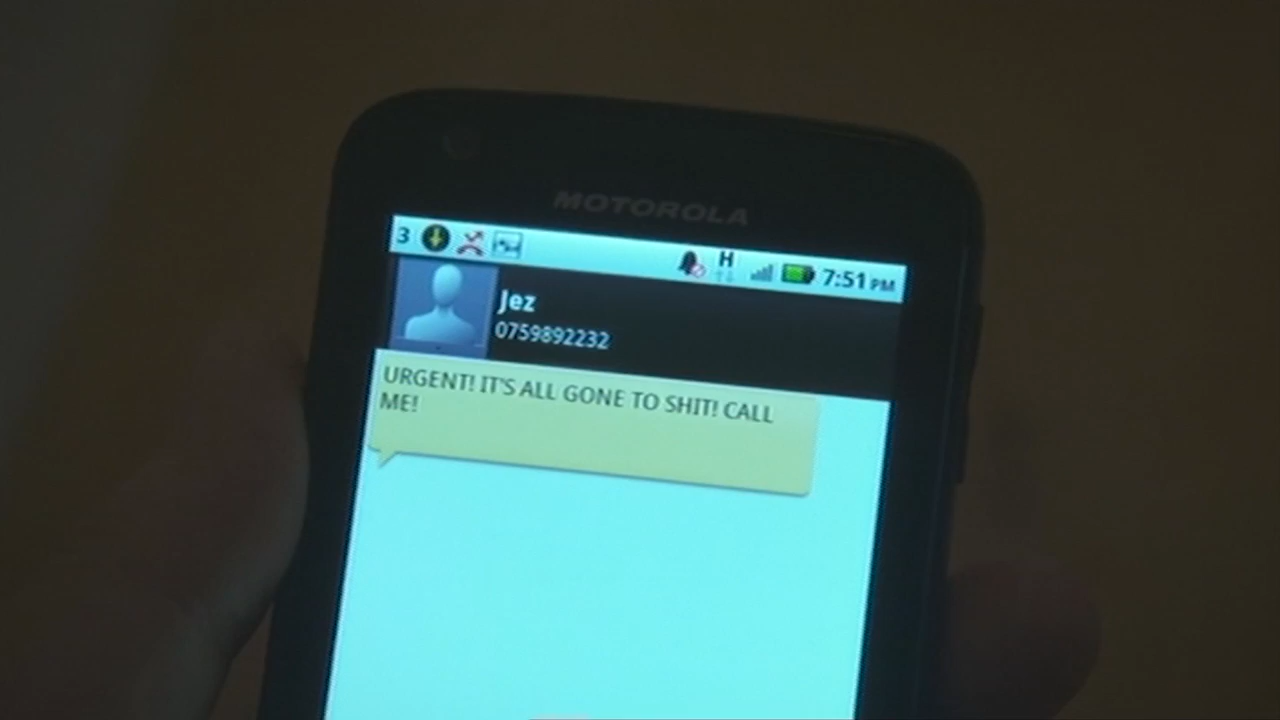 MOTOROLA
3 H 7:51 PM
Jez
0759892232
URGENT! IT'S ALL GONE TO SHIT! CALL
ME!